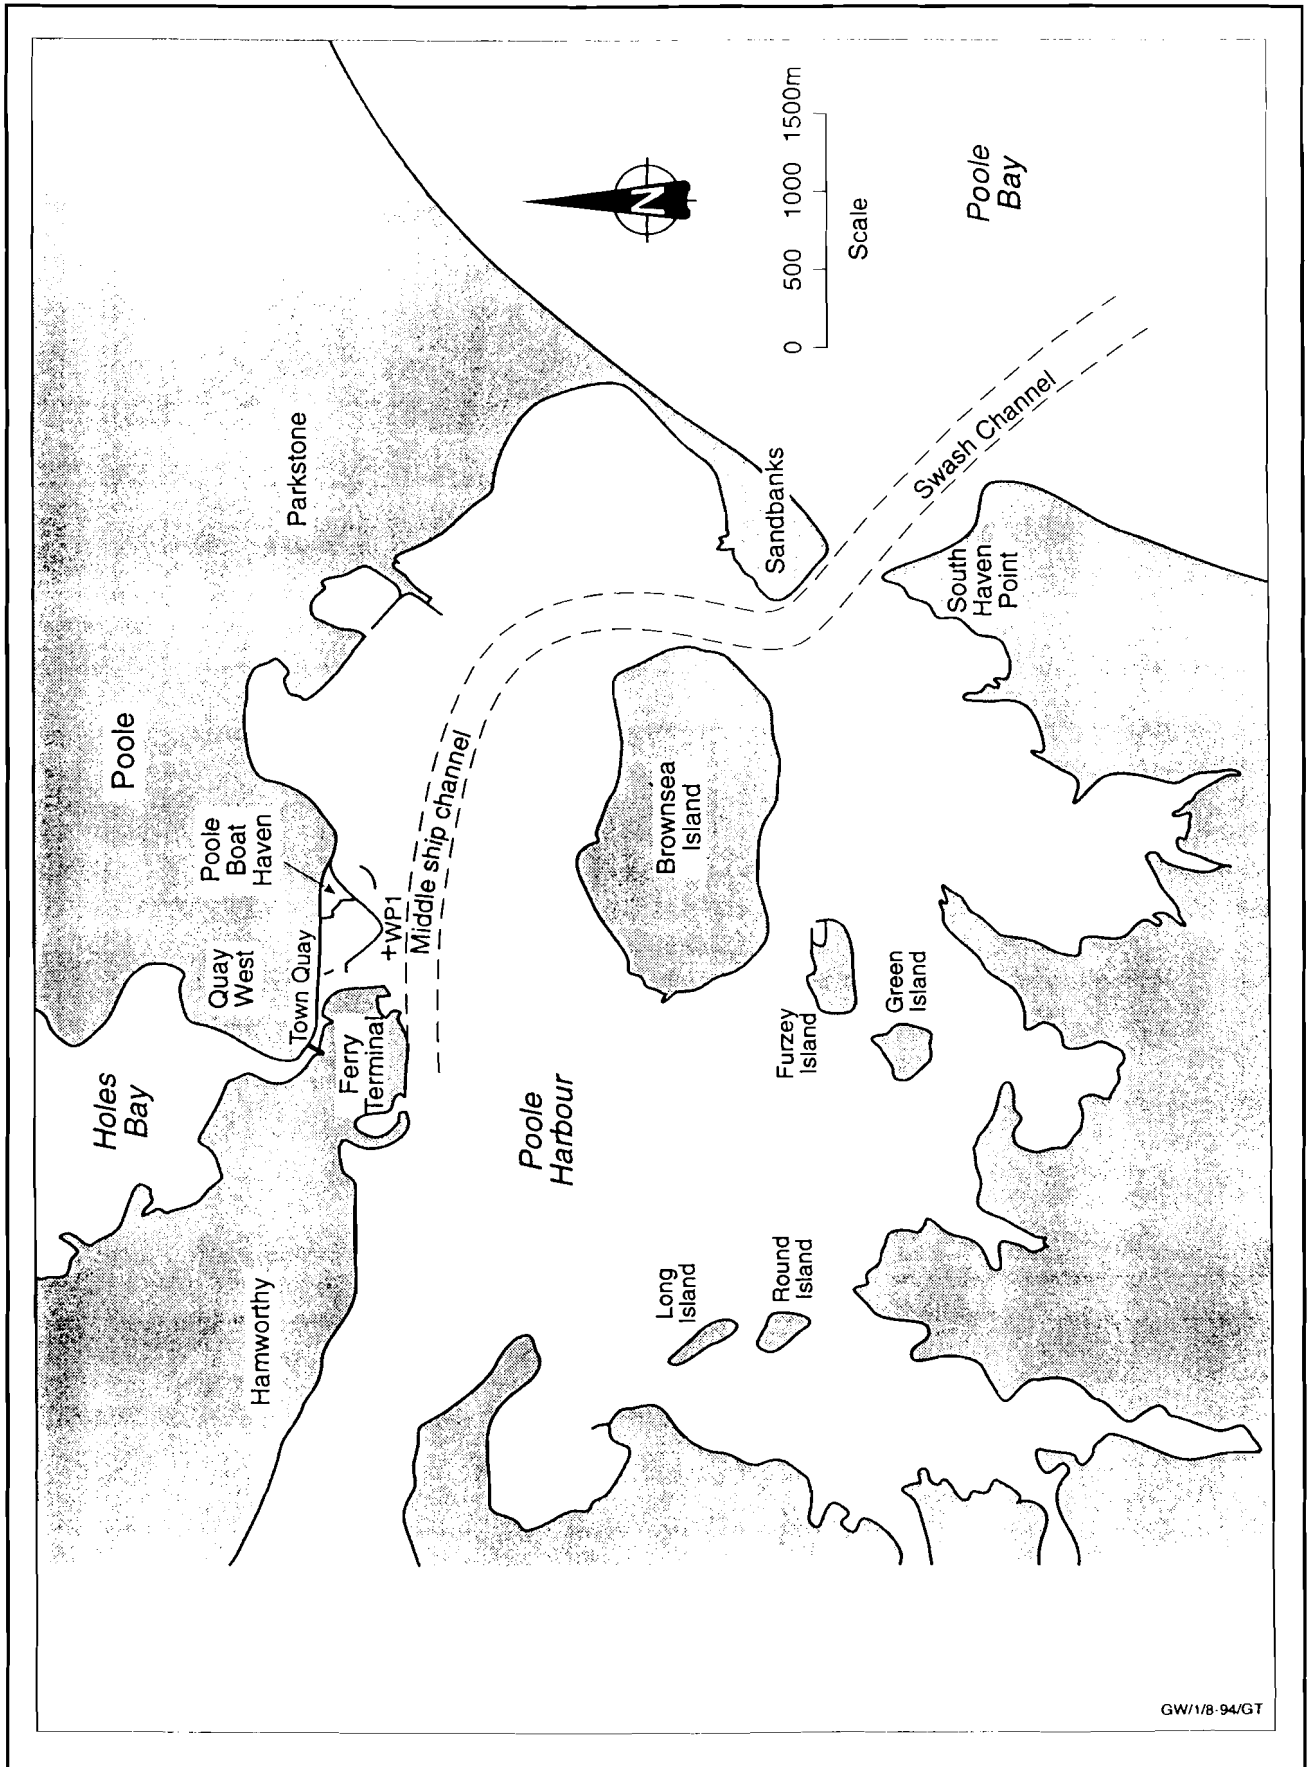 Poole
Parkstone
Poole
Boat
Haven
Quay
West
Town Quay
Holes
Bay
Ferry
Terminal
Hamworthy
+WP1
Middle ship channel
N
0 500 1000 1500m
Scale
Poole
Bay
Sandbanks
Swash Channel
South
Haven
Point
Brownsea
Island
Poole
Harbour
Furzey
Island
Green
Island
Long
Island
Round
Island
GW/1/8-94/GT